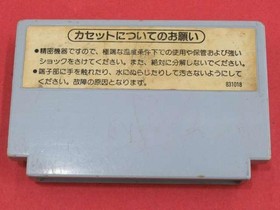 カセットについてのお願い
●精密機器ですので、極端な温度条件下での使用や保管および強い
ショックをさけてください。また、絶対に分解しないでください。
●端子部に手を触れたり、水にぬらしたりして汚さないようにして
ください。故障の原因となります。
831018